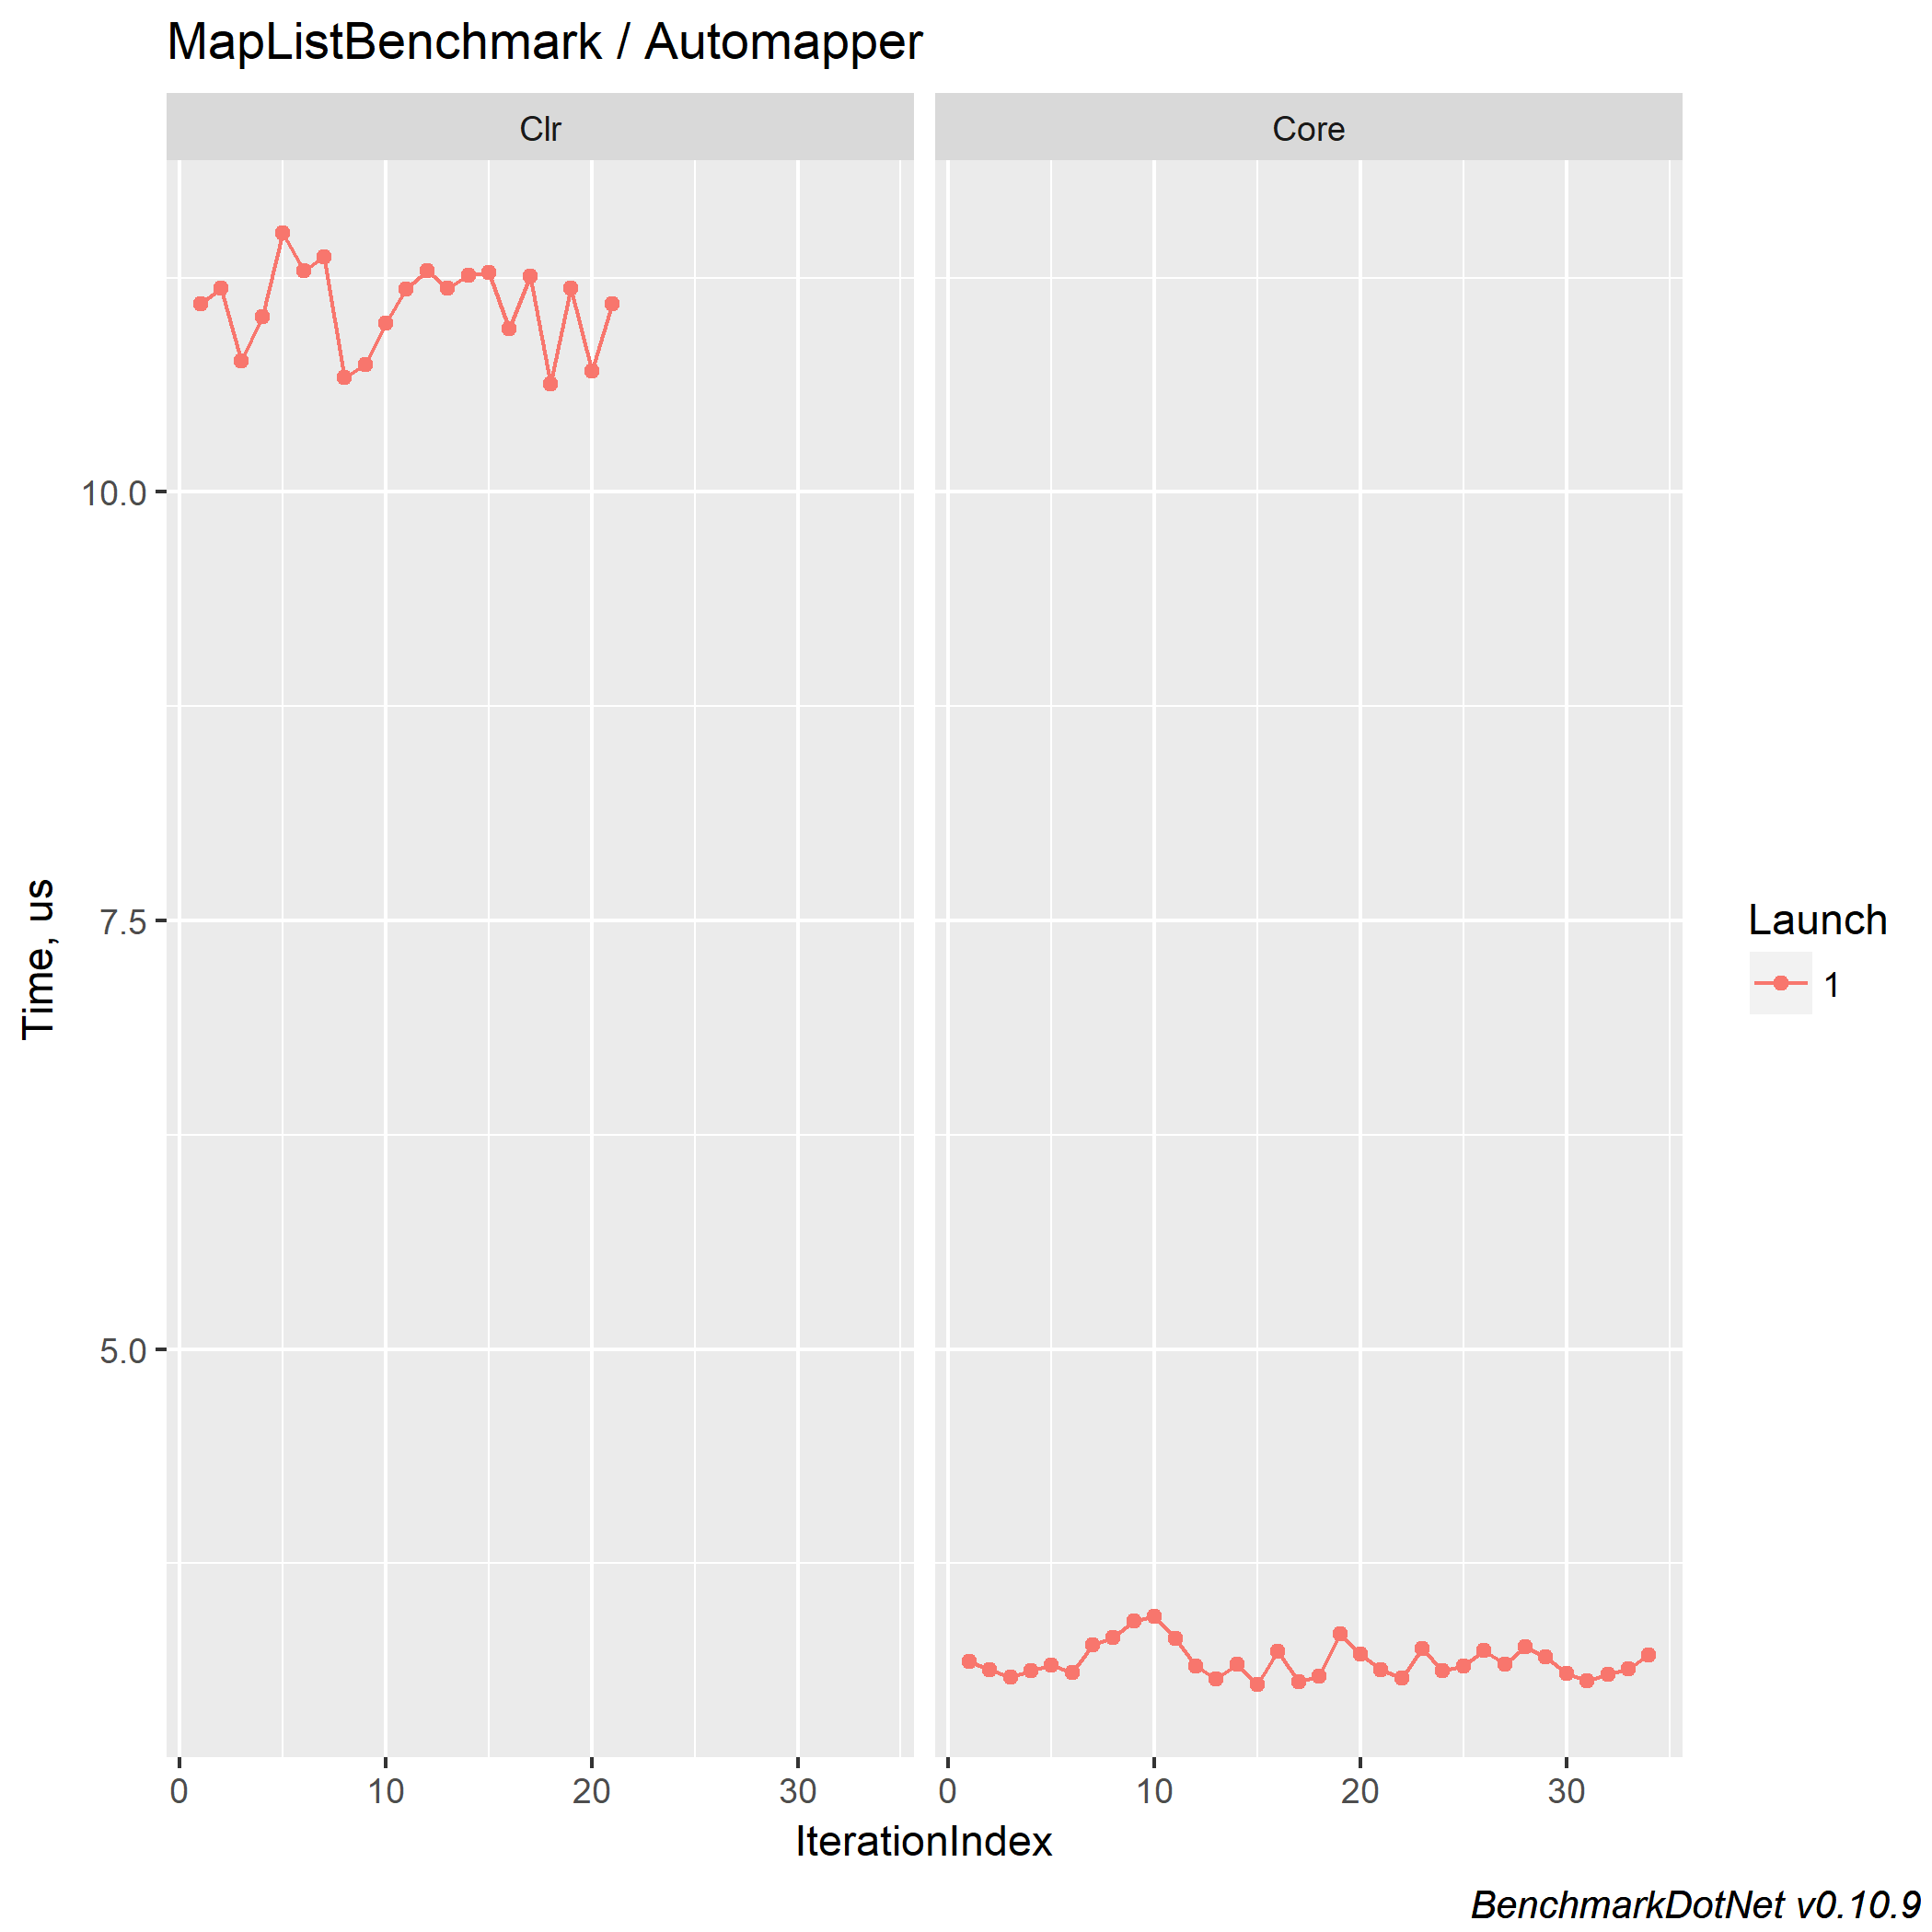 MapListBenchmark / Automapper
Clr
Core
10.0
7.5
5.0
Time, us
0 10 20 30
0 10 20 30
IterationIndex
Launch
1
BenchmarkDotNet v0.10.9